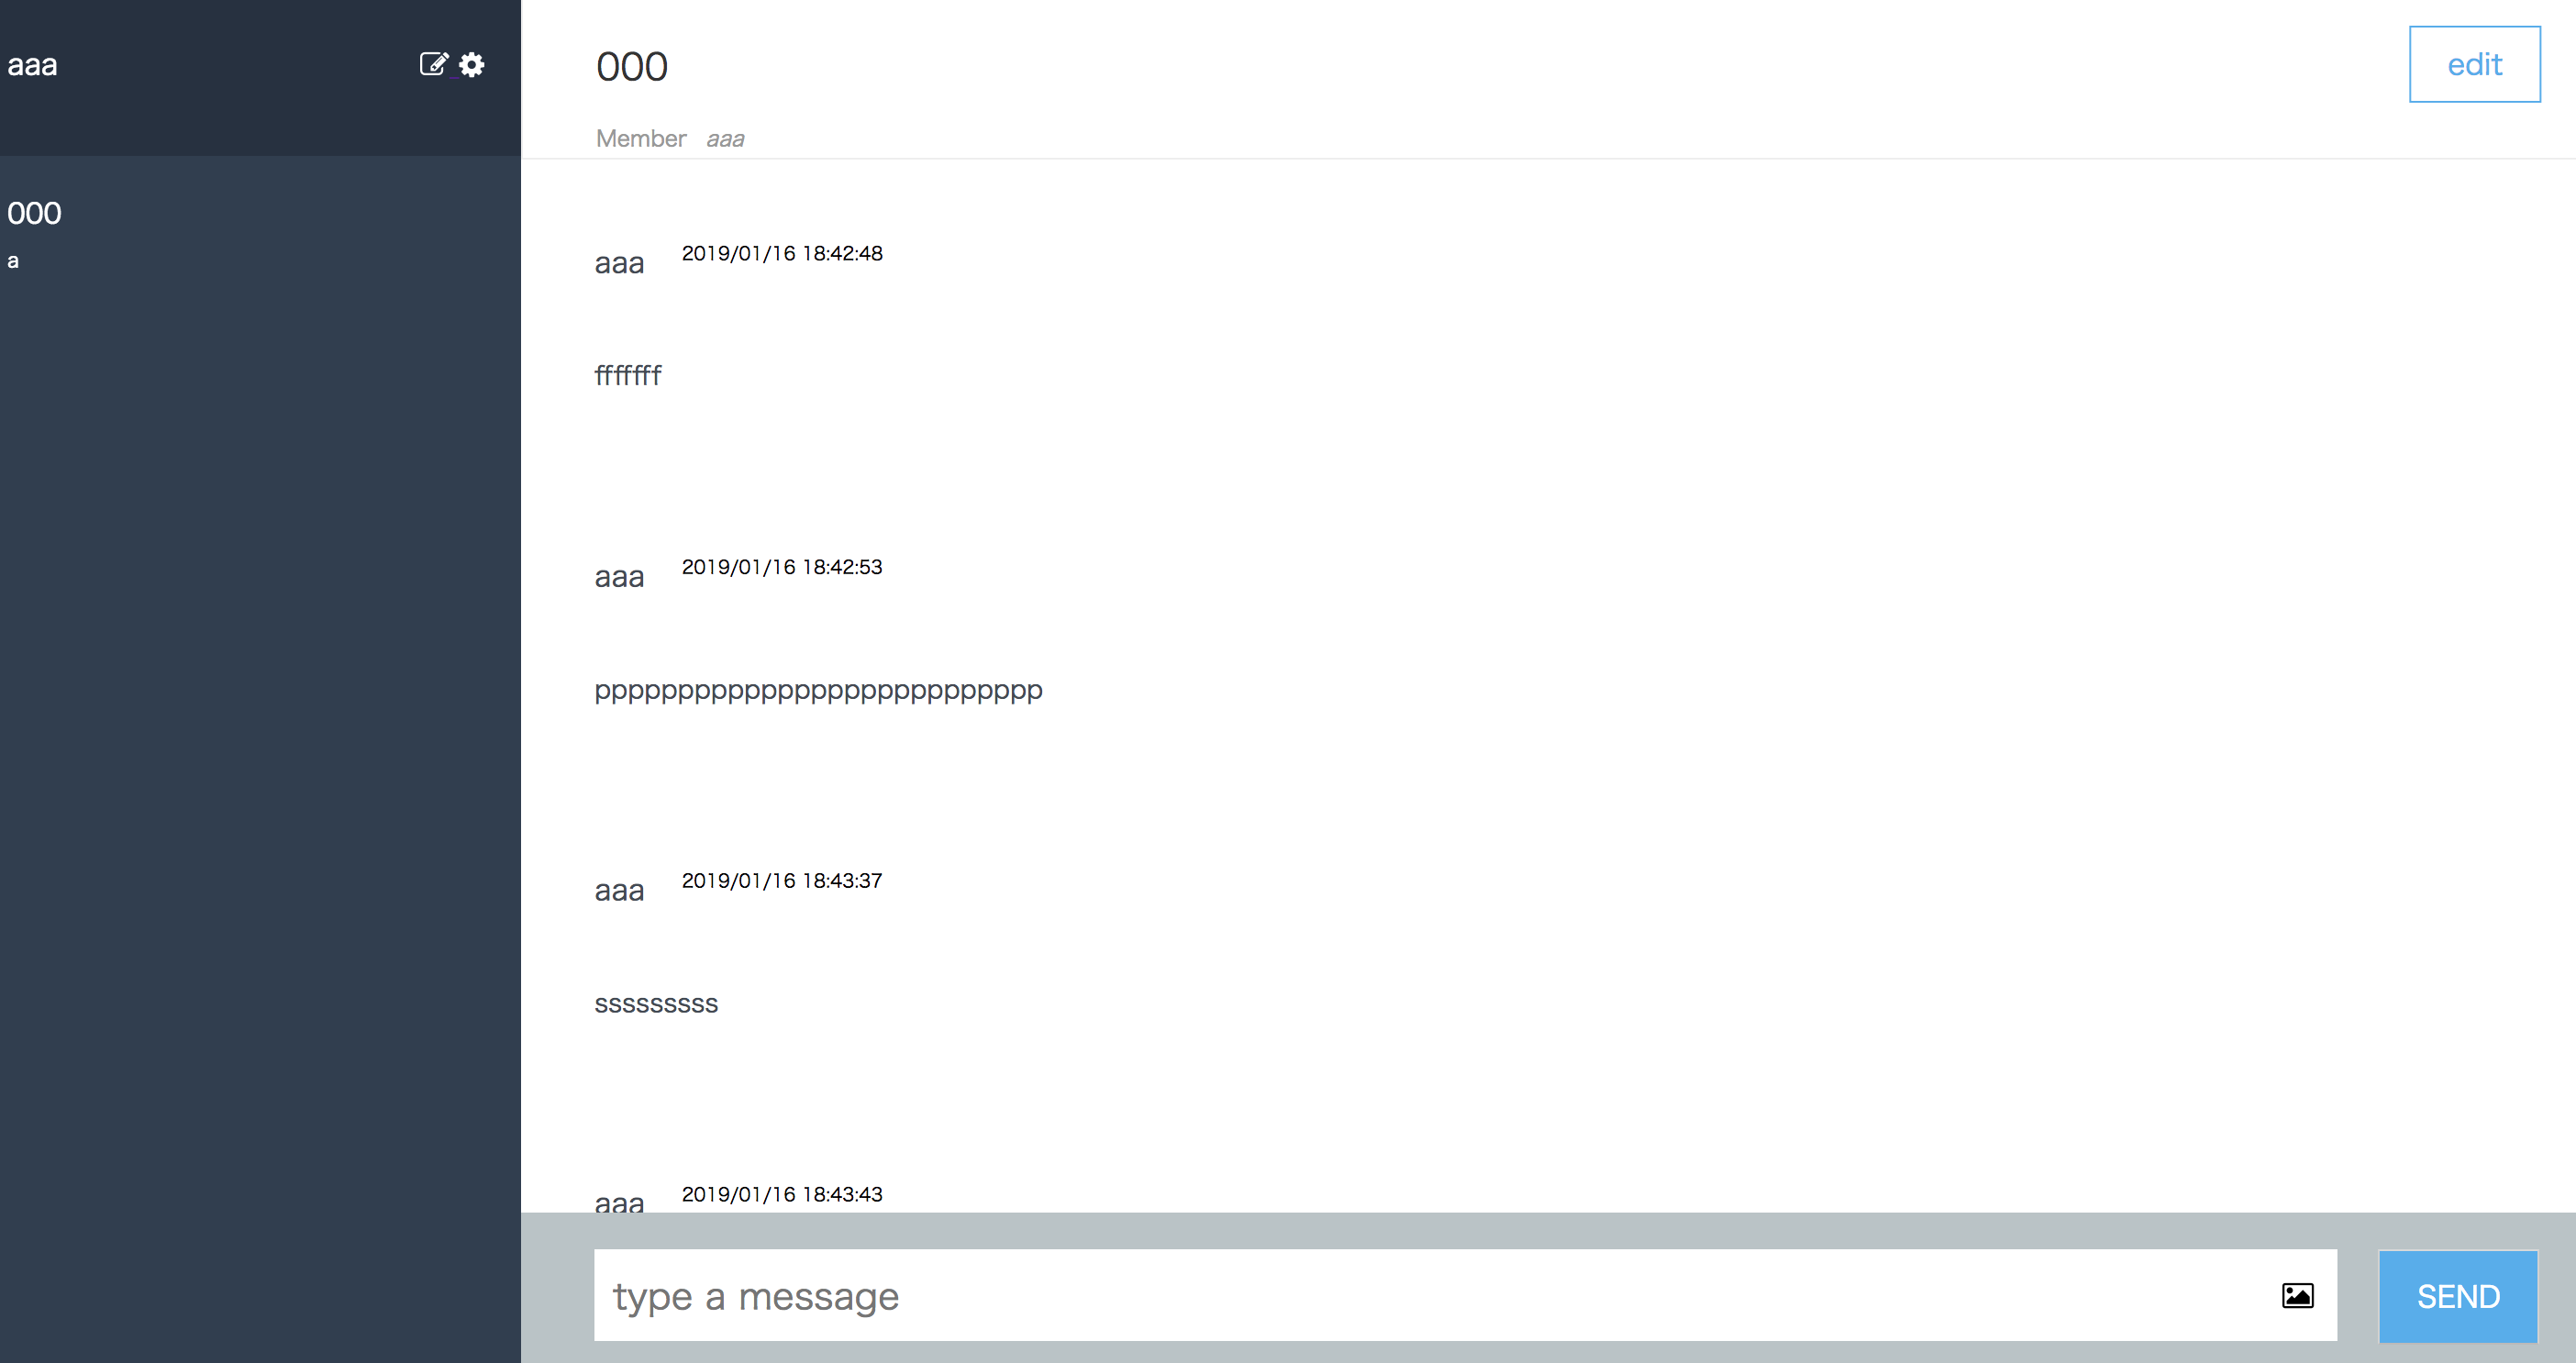 aaa
000
a
000
edit
Member aaa
aaa 2019/01/16 18:42:48
fffffff
aaa 2019/01/16 18:42:53
ppppppppppppppppppppppppppp
aaa 2019/01/16 18:43:37
sssssssss
aaa 2019/01/16 18:43:43
type a message
SEND